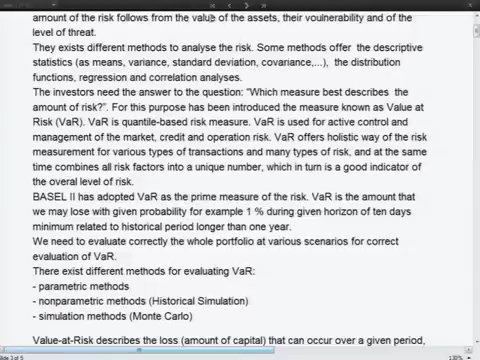 amount of the risk follows from the value of the assets, their voulnerability and of the
level of threat.
They exists different methods to analyse the risk. Some methods offer the descriptive
statistics (as means, variance, standard deviation, covariance,...), the distribution
functions, regression and correlation analyses.
The investors need the answer to the question: "Which measure best describes the
amount of risk?". For this purpose has been introduced the measure known as Value at
Risk (VaR). VaR is quantile-based risk measure. VaR is used for active control and
management of the market, credit and operation risk. VaR offers holistic way of the risk
measurement for various types of transactions and many types of risk, and at the same
time combines all risk factors into a unique number, which in turn is a good indicator of
the overal level of risk.
BASEL II has adopted VaR as the prime measure of the risk. VaR is the amount that
we may lose with given probability for example 1 % during given horizon of ten days
minimum related to historical period longer than one year.
We need to evaluate correctly the whole portfolio at various scenarios for correct
evaluation of VaR.
There exist different methods for evaluating VaR:
- parametric methods
- nonparametric methods (Historical Simulation)
- simulation methods (Monte Carlo)
Value-at-Risk describes the loss (amount of capital) that can occur over a given period,
130%